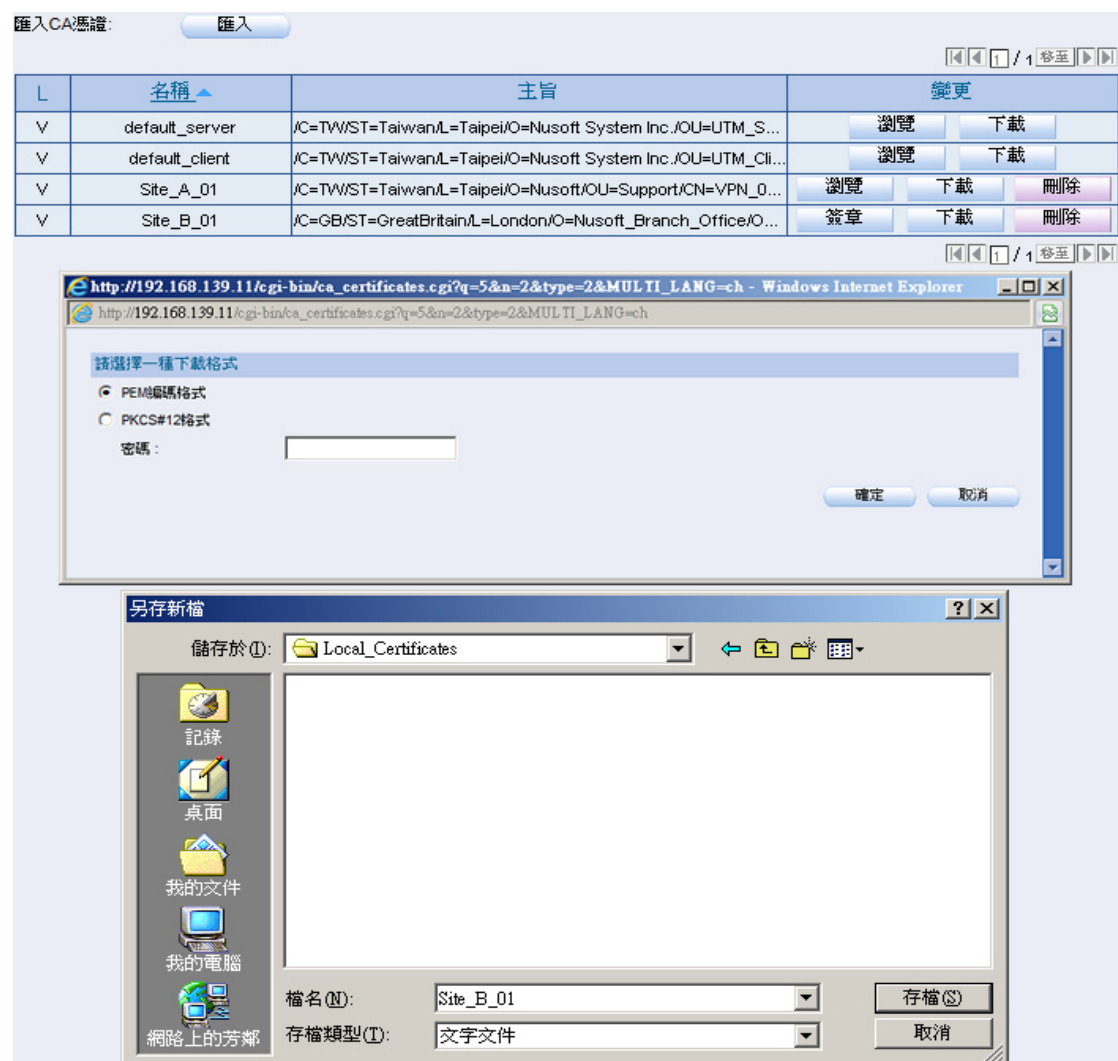 匯入CA憑證: 匯入
1 / 1 移至
L 名稱 主旨 變更
V default_server /C=TW/ST=Taiwan/L=Taipei/O=Nusoft System Inc./OU=UTM_S... 瀏覽 下載
V default_client /C=TW/ST=Taiwan/L=Taipei/O=Nusoft System Inc./OU=UTM_Cli... 瀏覽 下載
V Site_A_01 /C=TW/ST=Taiwan/L=Taipei/O=Nusoft/OU=Support/CN=VPN_0... 瀏覽 下載 刪除
V Site_B_01 /C=GB/ST=GreatBritain/L=London/O=Nusoft_Branch_Office/O... 簽章 下載 刪除
1 / 1 移至
http://192.168.139.11/cgi-bin/ca_certificates.cgi?q=5&n=2&type=2&MULTI_LANG=ch - Windows Internet Explorer
http://192.168.139.11/cgi-bin/ca_certificates.cgi?q=5&n=2&type=2&MULTI_LANG=ch
請選擇一種下載格式
PEM編碼格式
PKCS#12格式
密碼 :
確定 取消
另存新檔
儲存於(I): Local_Certificates
記錄
桌面
我的文件
我的電腦
網路上的芳鄰
檔名(N): Site_B_01 存檔(S)
存檔類型(T): 文字文件 取消